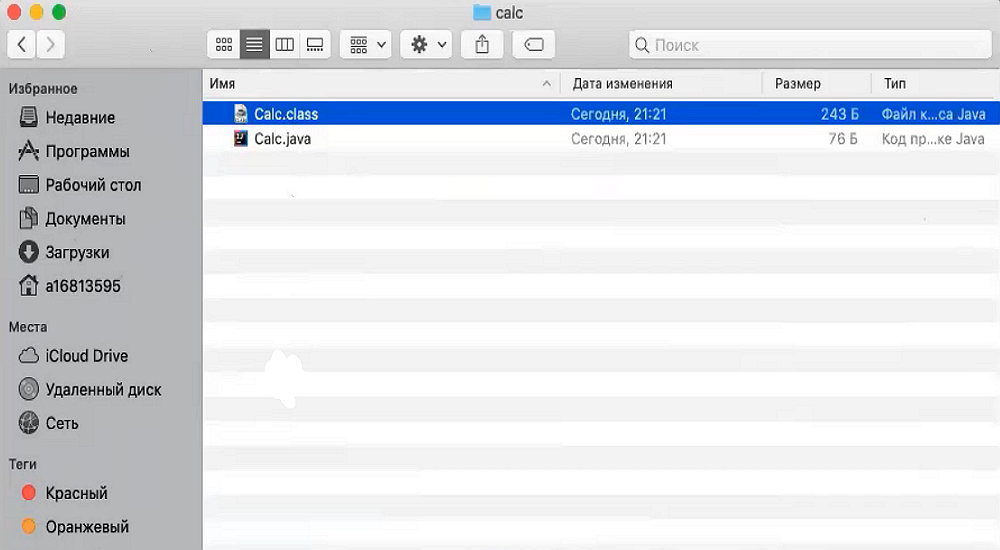 calc
Поиск
Избранное
Недавние
Программы
Рабочий стол
Документы
Загрузки
a16813595
Места
iCloud Drive
Удаленный диск
Сеть
Теги
Красный
Оранжевый
Имя Дата изменения Размер Тип
Calc.class Сегодня, 21:21 243 Б Файл к...са Java
Calc.java Сегодня, 21:21 76 Б Код пр...ке Java